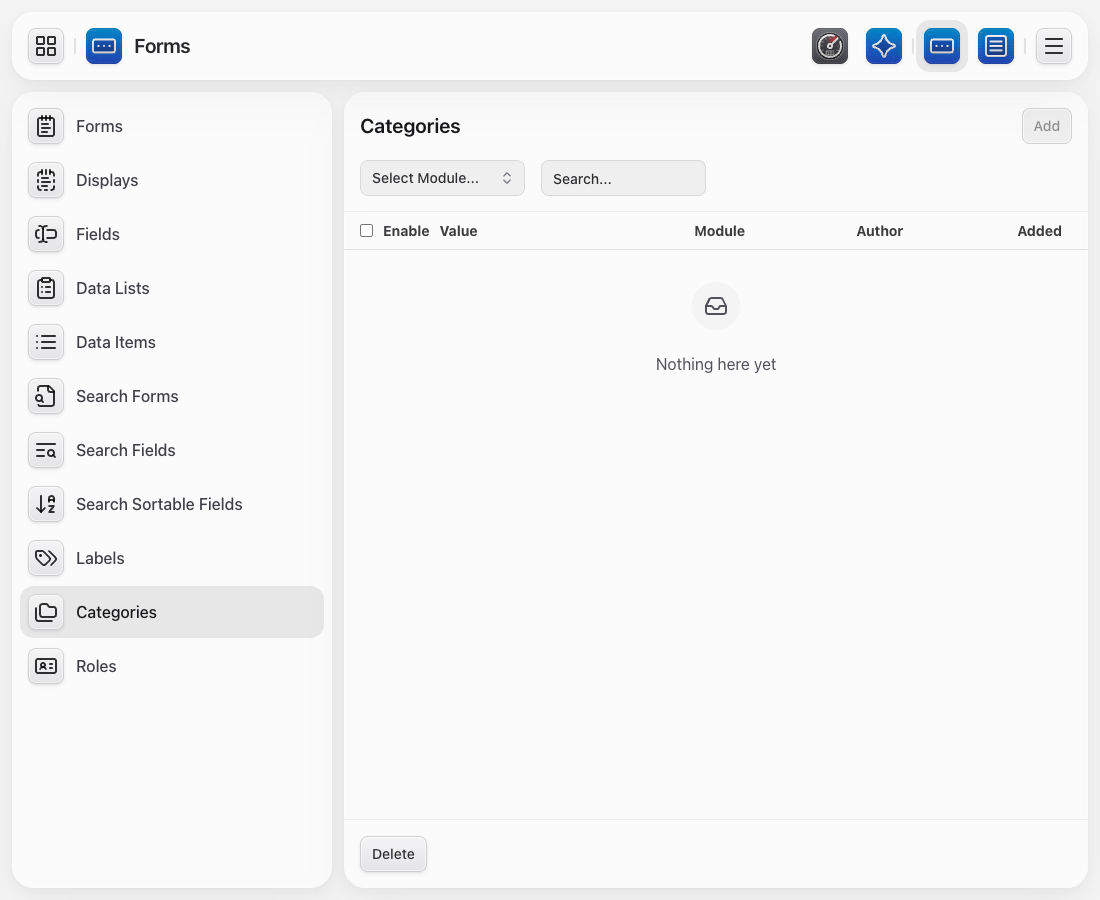 Forms
Forms
Displays
Fields
Data Lists
Data Items
Search Forms
Search Fields
Search Sortable Fields
Labels
Categories
Roles
Categories
Add
Select Module...
Search...
Enable Value Module Author Added
Nothing here yet
Delete